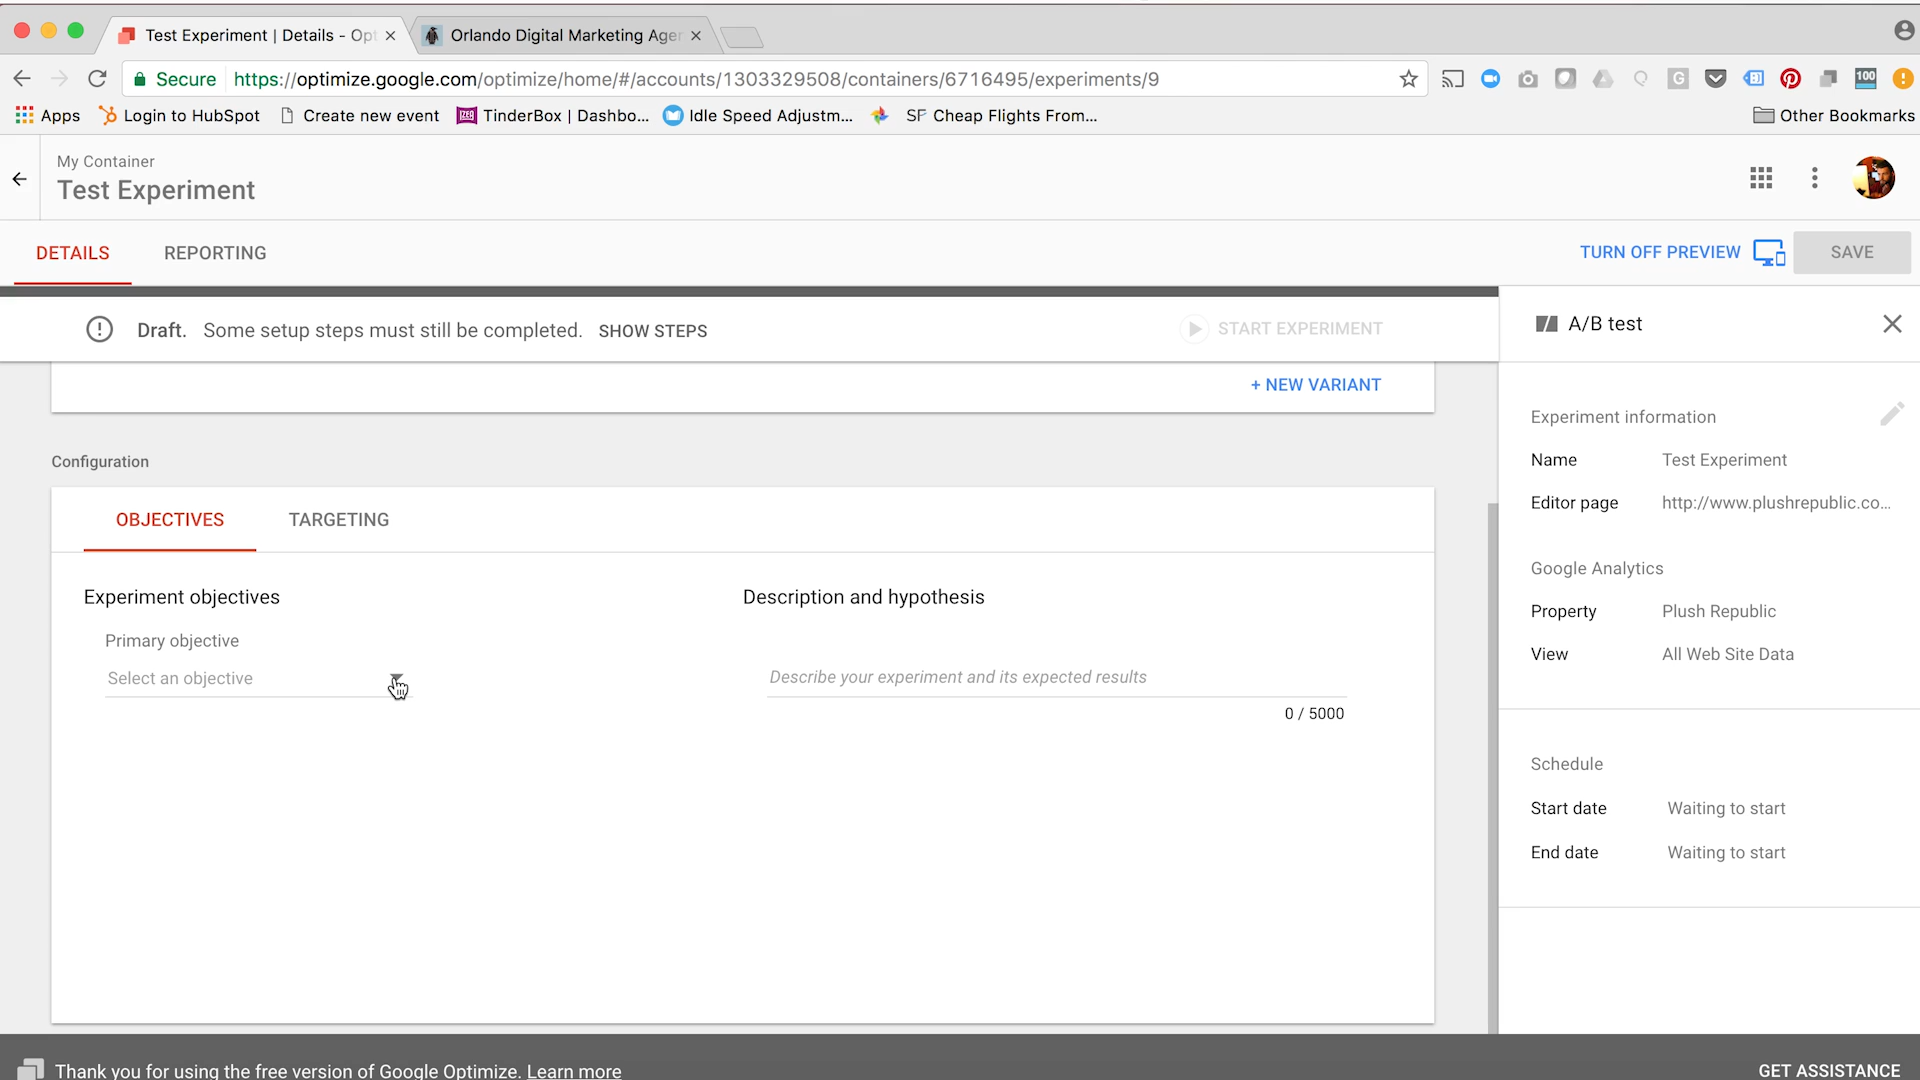 Test Experiment | Details - Opt
Orlando Digital Marketing Agen
Secure
https://optimize.google.com/optimize/home/#/accounts/1303329508/containers/6716495/experiments/9
G
100
Apps
Login to HubSpot
Create new event
IZEA
TinderBox | Dashbo...
Idle Speed Adjustm...
SF
Cheap Flights From...
Other Bookmarks
My Container
Test Experiment
DETAILS
REPORTING
TURN OFF PREVIEW
SAVE
Draft. Some setup steps must still be completed. SHOW STEPS
START EXPERIMENT
A/B test
+ NEW VARIANT
Experiment information
Name Test Experiment
Editor page http://www.plushrepublic.co...
Configuration
OBJECTIVES
TARGETING
Google Analytics
Property Plush Republic
View All Web Site Data
Experiment objectives
Primary objective
Select an objective
Description and hypothesis
Describe your experiment and its expected results
0 / 5000
Schedule
Start date Waiting to start
End date Waiting to start
Thank you for using the free version of Google Optimize. Learn more
GET ASSISTANCE